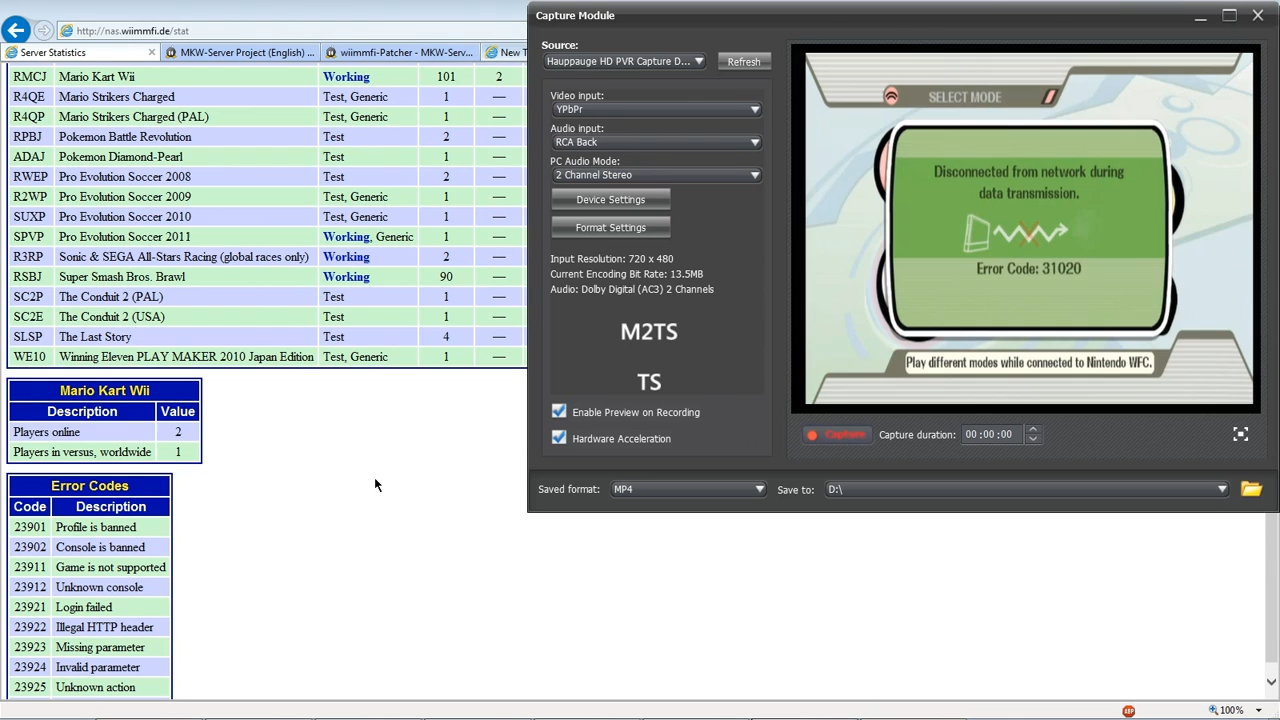 http://nas.wiimmfi.de/stat
Server Statistics
MKW-Server Project (English) ...
wiimmfi-Patcher - MKW-Serv...
New T
RMCJ Mario Kart Wii Working 101 2
R4QE Mario Strikers Charged Test, Generic 1 —
R4QP Mario Strikers Charged (PAL) Test, Generic 1 —
RPBJ Pokemon Battle Revolution Test 2 —
ADAJ Pokemon Diamond-Pearl Test 1 —
RWEP Pro Evolution Soccer 2008 Test 2 —
R2WP Pro Evolution Soccer 2009 Test, Generic 1 —
SUXP Pro Evolution Soccer 2010 Test, Generic 1 —
SPVP Pro Evolution Soccer 2011 Working, Generic 1 —
R3RP Sonic & SEGA All-Stars Racing (global races only) Working 2 —
RSBJ Super Smash Bros. Brawl Working 90 —
SC2P The Conduit 2 (PAL) Test 1 —
SC2E The Conduit 2 (USA) Test 1 —
SLSP The Last Story Test 4 —
WE10 Winning Eleven PLAY MAKER 2010 Japan Edition Test, Generic 1 —
Mario Kart Wii
Description Value
Players online 2
Players in versus, worldwide 1
Error Codes
Code Description
23901 Profile is banned
23902 Console is banned
23911 Game is not supported
23912 Unknown console
23921 Login failed
23922 Illegal HTTP header
23923 Missing parameter
23924 Invalid parameter
23925 Unknown action
Capture Module
Source:
Hauppauge HD PVR Capture D...
Refresh
Video input:
YPbPr
Audio input:
RCA Back
PC Audio Mode:
2 Channel Stereo
Device Settings
Format Settings
Input Resolution: 720 x 480
Current Encoding Bit Rate: 13.5MB
Audio: Dolby Digital (AC3) 2 Channels
M2TS
TS
Enable Preview on Recording
Hardware Acceleration
SELECT MODE
Disconnected from network during
data transmission.
Error Code: 31020
Play different modes while connected to Nintendo WFC.
Capture
Capture duration: 00:00:00
Saved format: MP4
Save to: D:\
ABP
100%